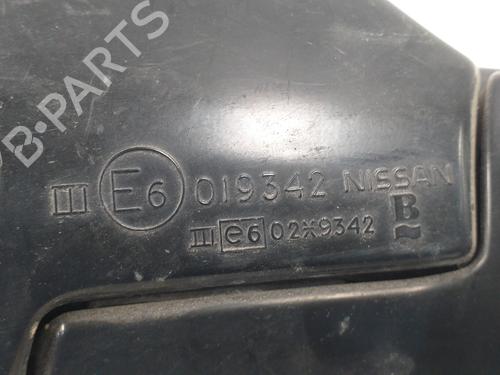 B-PARTS
III E6 019342 NISSAN
III e6 02*9342 B
~